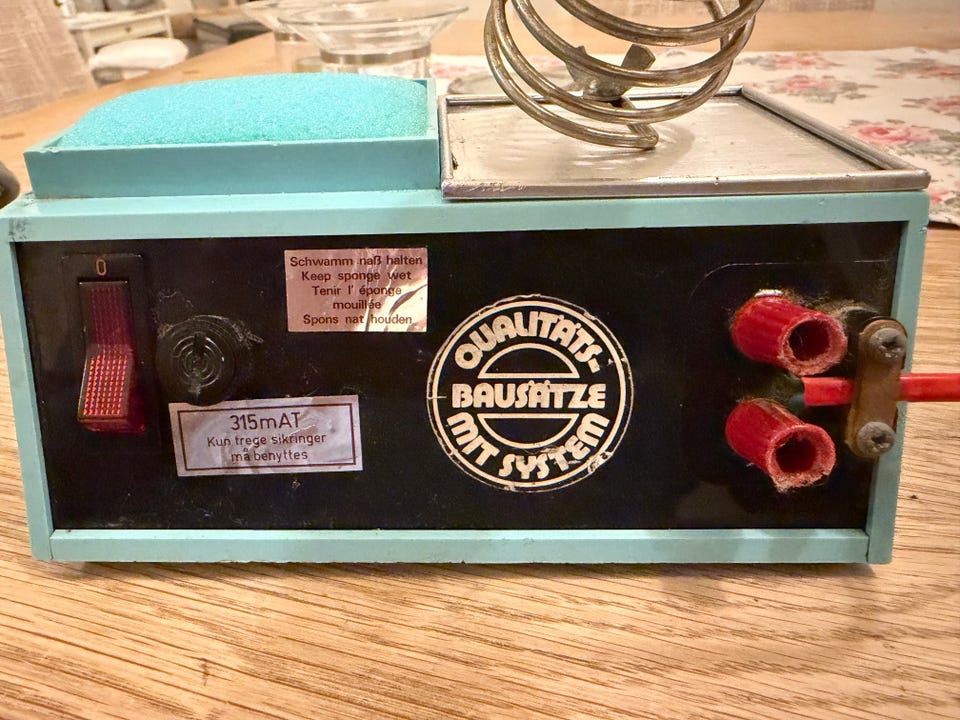 0
Schwamm naß halten
Keep sponge wet
Tenir l' éponge
mouillée
Spons nat houden
QUALITÄTS-
BAUSÄTZE
MIT SYSTEM
315mAT
Kun trege sikringer
må benyttes